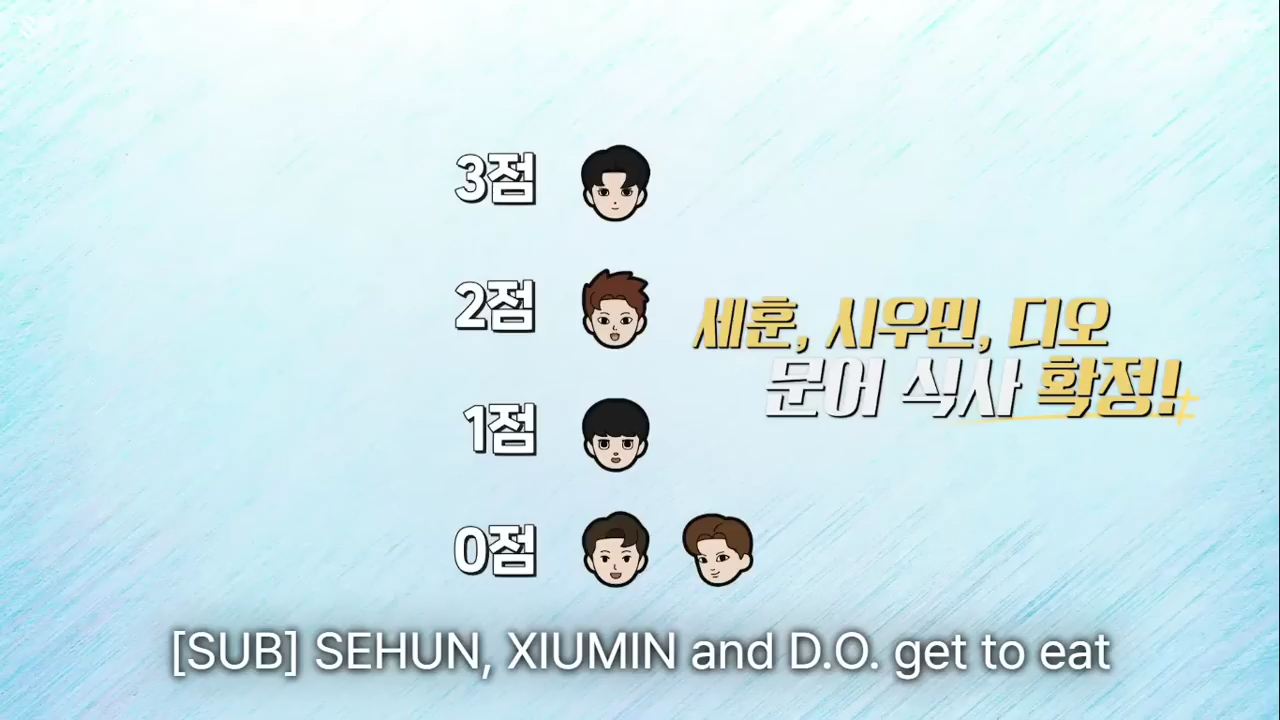 3점
2점
세훈, 시우민, 디오
문어 식사 확정!
1점
0점
[SUB] SEHUN, XIUMIN and D.O. get to eat